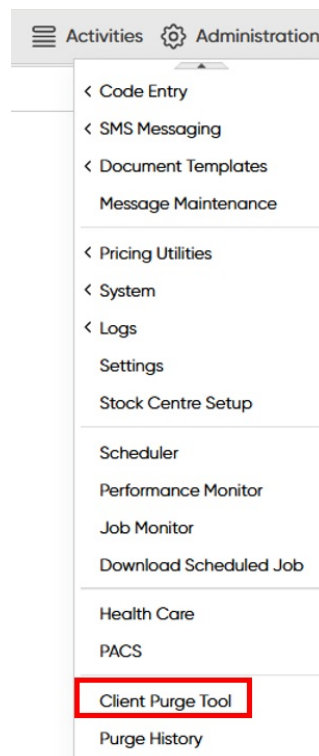 Activities Administration
< Code Entry
< SMS Messaging
< Document Templates
Message Maintenance
< Pricing Utilities
< System
< Logs
Settings
Stock Centre Setup
Scheduler
Performance Monitor
Job Monitor
Download Scheduled Job
Health Care
PACS
Client Purge Tool
Purge History